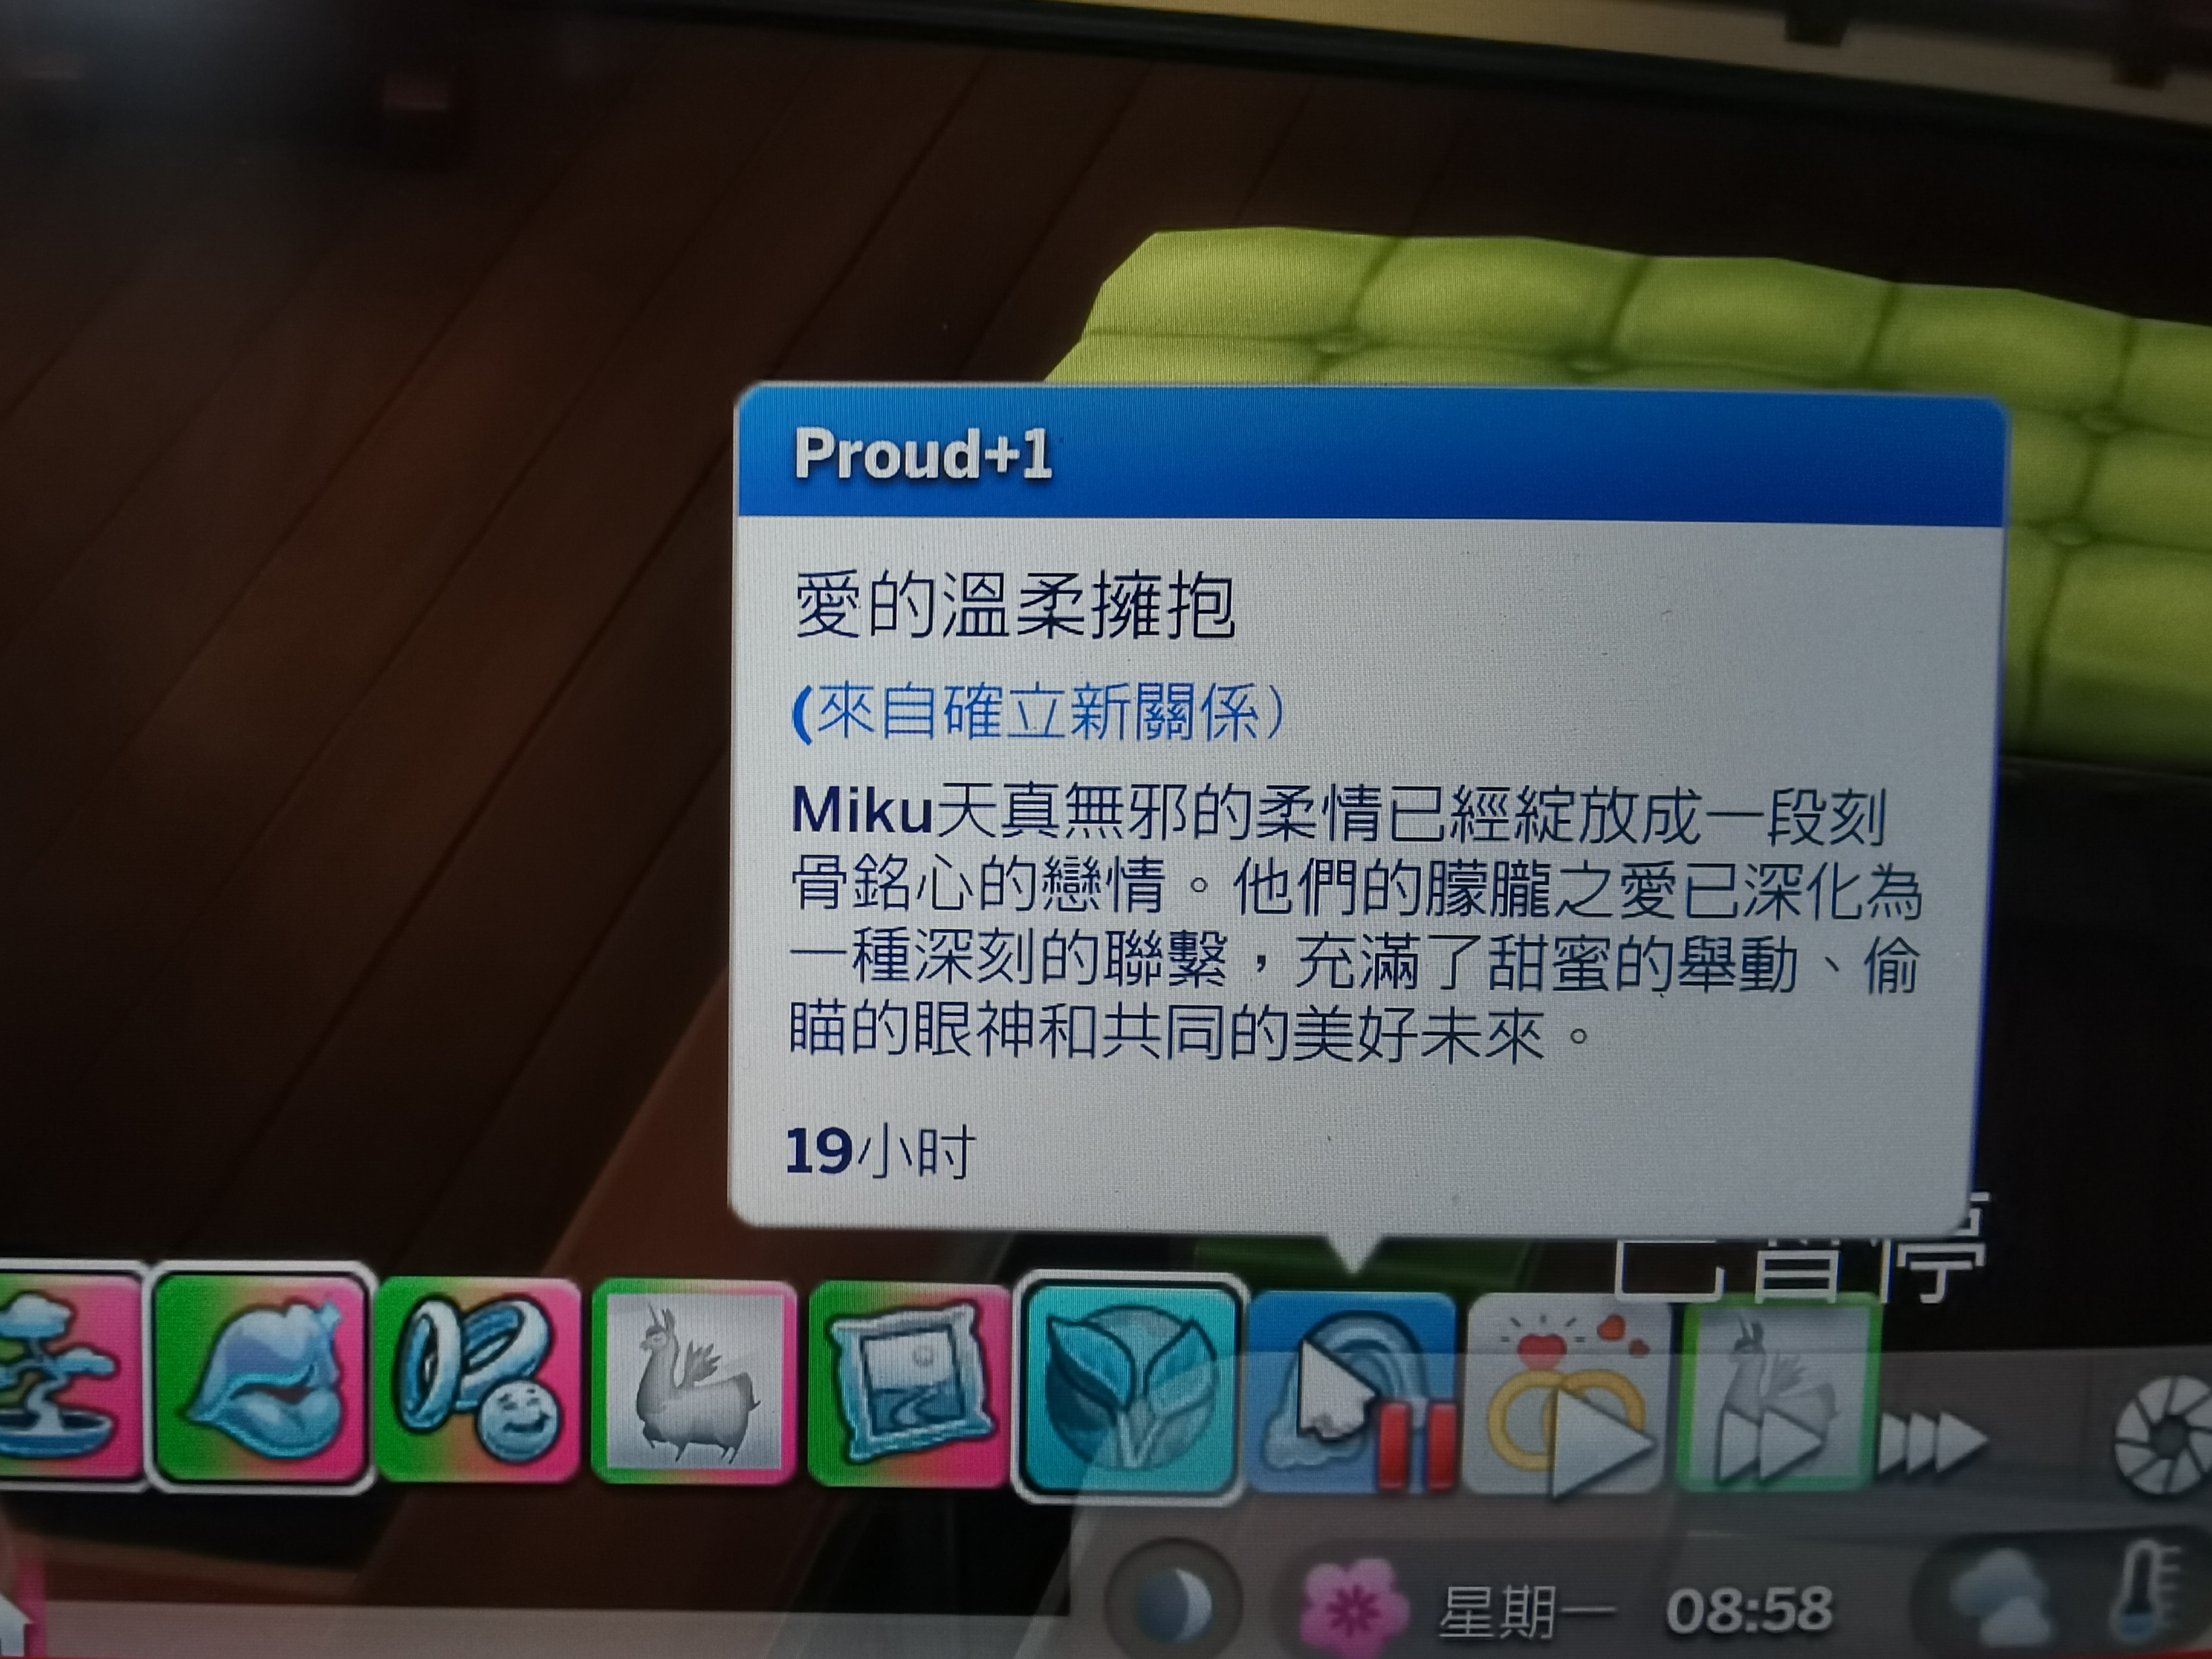 Proud+1
愛的溫柔擁抱
(來自確立新關係）
Miku天真無邪的柔情已經綻放成一段刻
骨銘心的戀情。他們的朦朧之愛已深化為
一種深刻的聯繫，充滿了甜蜜的舉動、偷
瞄的眼神和共同的美好未來。
19小时
已暫停
星期一 08:58